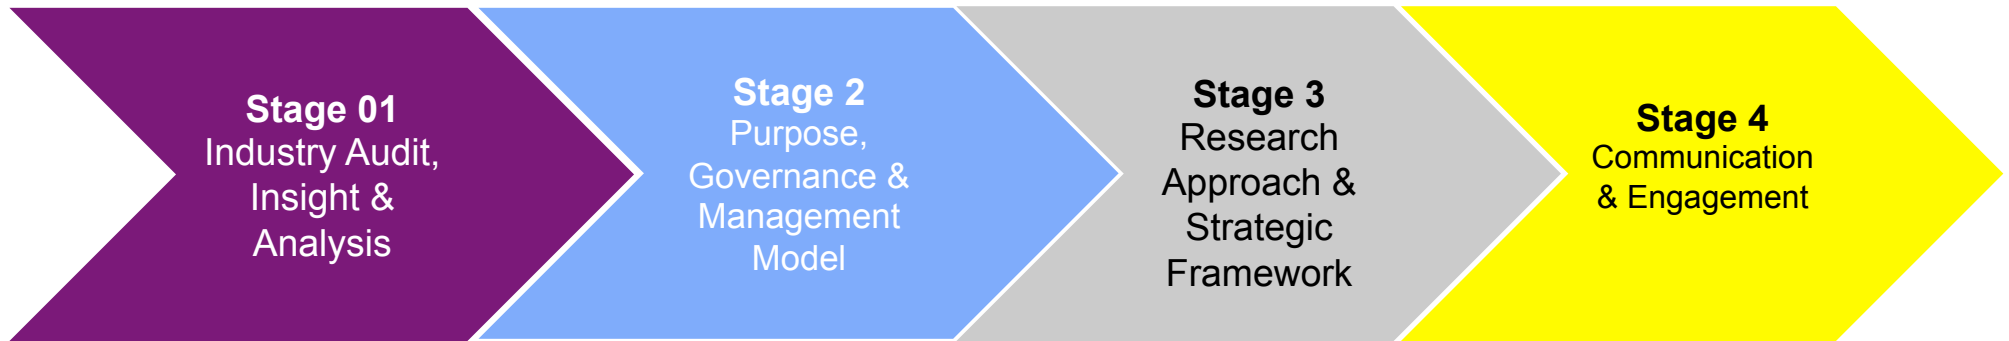 Stage 01
Industry Audit,
Insight &
Analysis
Stage 2
Purpose,
Governance &
Management
Model
Stage 3
Research
Approach &
Strategic
Framework
Stage 4
Communication
& Engagement